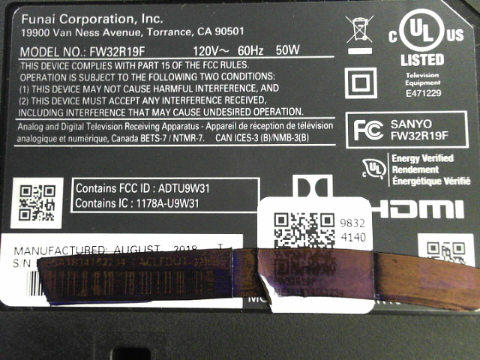 Funai Corporation, Inc.
19900 Van Ness Avenue, Torrance, CA 90501
MODEL NO.: FW32R19F 120V~ 60Hz 50W
THIS DEVICE COMPLIES WITH PART 15 OF THE FCC RULES.
OPERATION IS SUBJECT TO THE FOLLOWING TWO CONDITIONS:
(1) THIS DEVICE MAY NOT CAUSE HARMFUL INTERFERENCE, AND
(2) THIS DEVICE MUST ACCEPT ANY INTERFERENCE RECEIVED,
INCLUDING INTERFERENCE THAT MAY CAUSE UNDESIRED OPERATION.
Analog and Digital Television Receiving Apparatus - Appareil de réception de télévision
analogique et numérique, Canada BETS-7 / NTMR-7. CAN ICES-3 (B)/NMB-3(B)
C UL US
LISTED
Television
Equipment
E471229
FC SANYO
FW32R19F
C UL
Energy Verified
Rendement
Énergétique Vérifié
Contains FCC ID : ADTU9W31
Contains IC : 1178A-U9W31
HDMI
9832
4140
MANUFACTURED: AUGUST 2018
S/N